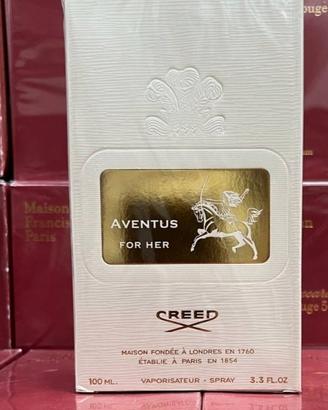 AVENTUS
FOR HER
CREED
MAISON FONDÉE À LONDRES EN 1760
ÉTABLIE À PARIS EN 1854
100 ML. VAPORISATEUR - SPRAY 3.3 FL.OZ
Maison
Francis
Paris